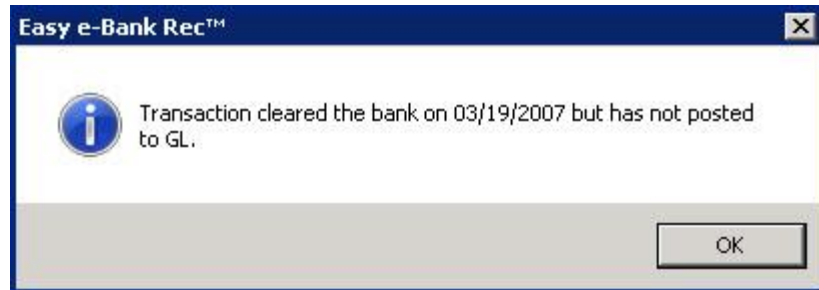 Easy e-Bank Rec™
Transaction cleared the bank on 03/19/2007 but has not posted
to GL.
OK